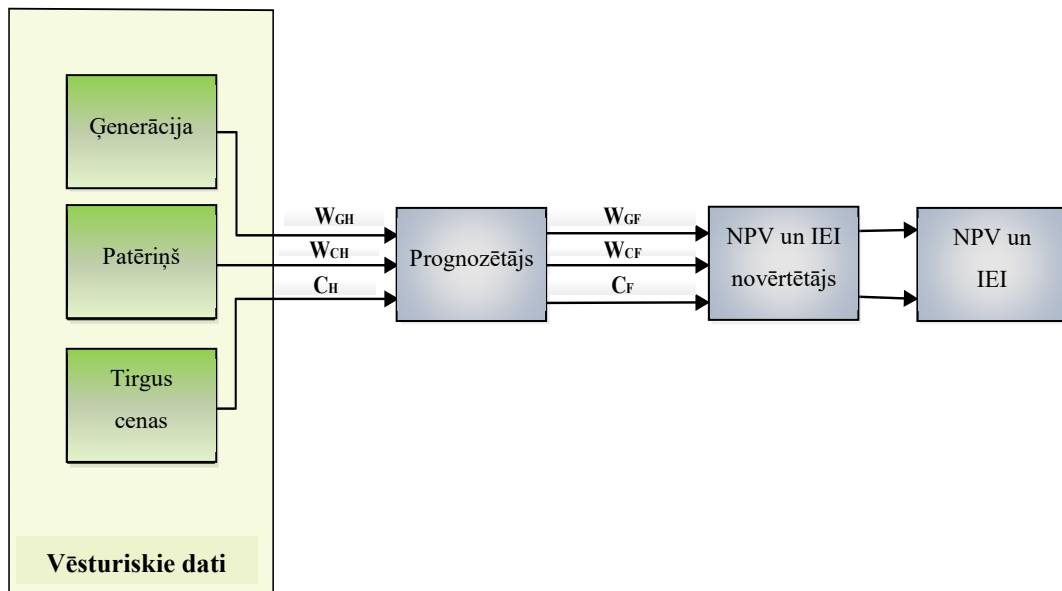 Ģenerācija
Patēriņš
Tirgus
cenas
Vēsturiskie dati
WGH
WCH
CH
Prognozētājs
WGF
WCF
CF
NPV un IEI
novērtētājs
NPV un
IEI